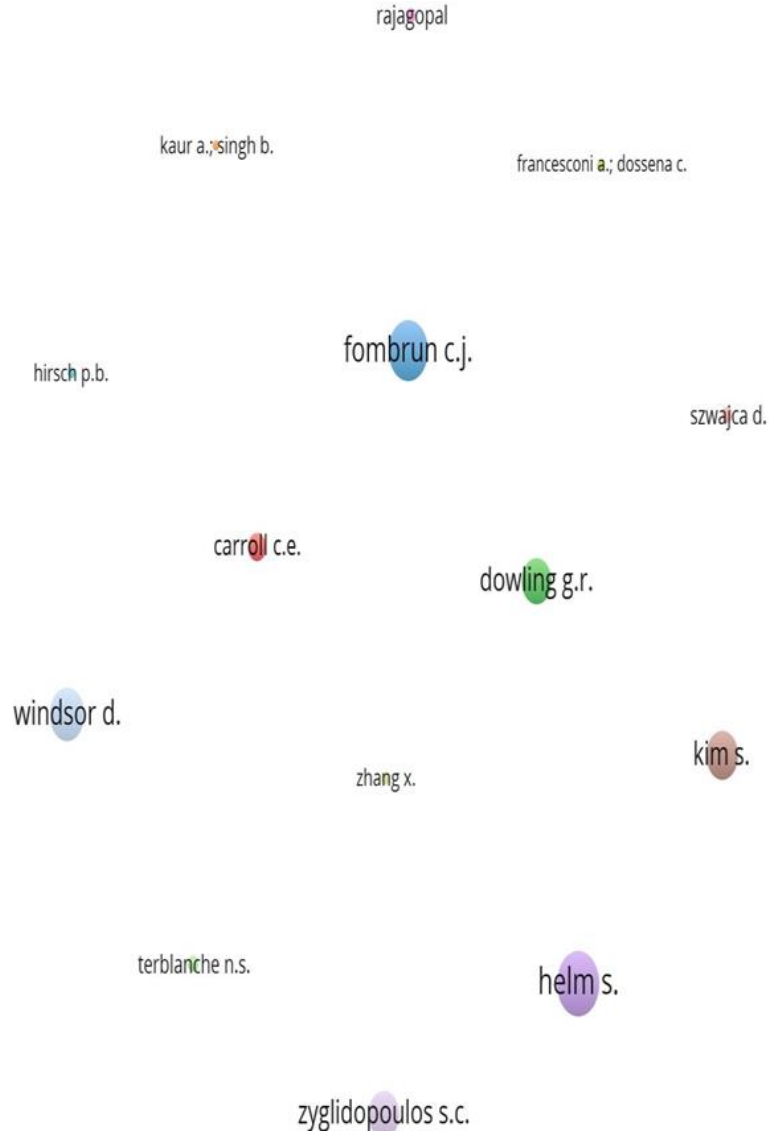 rajagopal
kaur a.; singh b.
francesconi a.; dossena c.
fombrun c.j.
hirsch p.b.
szwajca d.
carroll c.e.
dowling g.r.
windsor d.
kim s.
zhang x.
terblanche n.s.
helm s.
zyglidopoulos s.c.